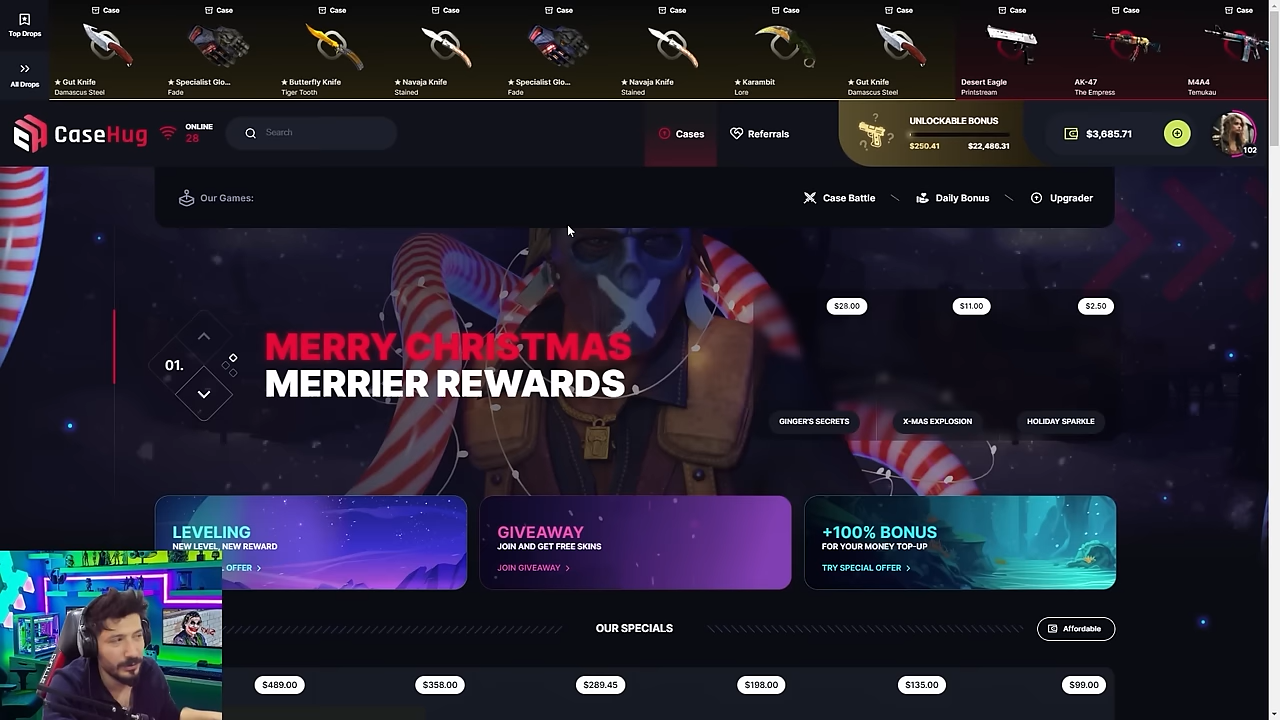 Top Drops
All Drops
Case
★ Gut Knife
Damascus Steel
Case
★ Specialist Glo...
Fade
Case
★ Butterfly Knife
Tiger Tooth
Case
★ Navaja Knife
Stained
Case
★ Specialist Glo...
Fade
Case
★ Navaja Knife
Stained
Case
★ Karambit
Lore
Case
★ Gut Knife
Damascus Steel
Case
Desert Eagle
Printstream
Case
AK-47
The Empress
Case
M4A4
Temukau
CaseHug
ONLINE
28
Search
Cases
Referrals
UNLOCKABLE BONUS
$250.41
$22,486.31
$3,685.71
102
Our Games:
Case Battle
Daily Bonus
Upgrader
01.
MERRY CHRISTMAS
MERRIER REWARDS
$28.00
$11.00
$2.50
GINGER'S SECRETS
X-MAS EXPLOSION
HOLIDAY SPARKLE
LEVELING
NEW LEVEL, NEW REWARD
OFFER
GIVEAWAY
JOIN AND GET FREE SKINS
JOIN GIVEAWAY
+100% BONUS
FOR YOUR MONEY TOP-UP
TRY SPECIAL OFFER
OUR SPECIALS
Affordable
$489.00
$358.00
$289.45
$198.00
$135.00
$99.00